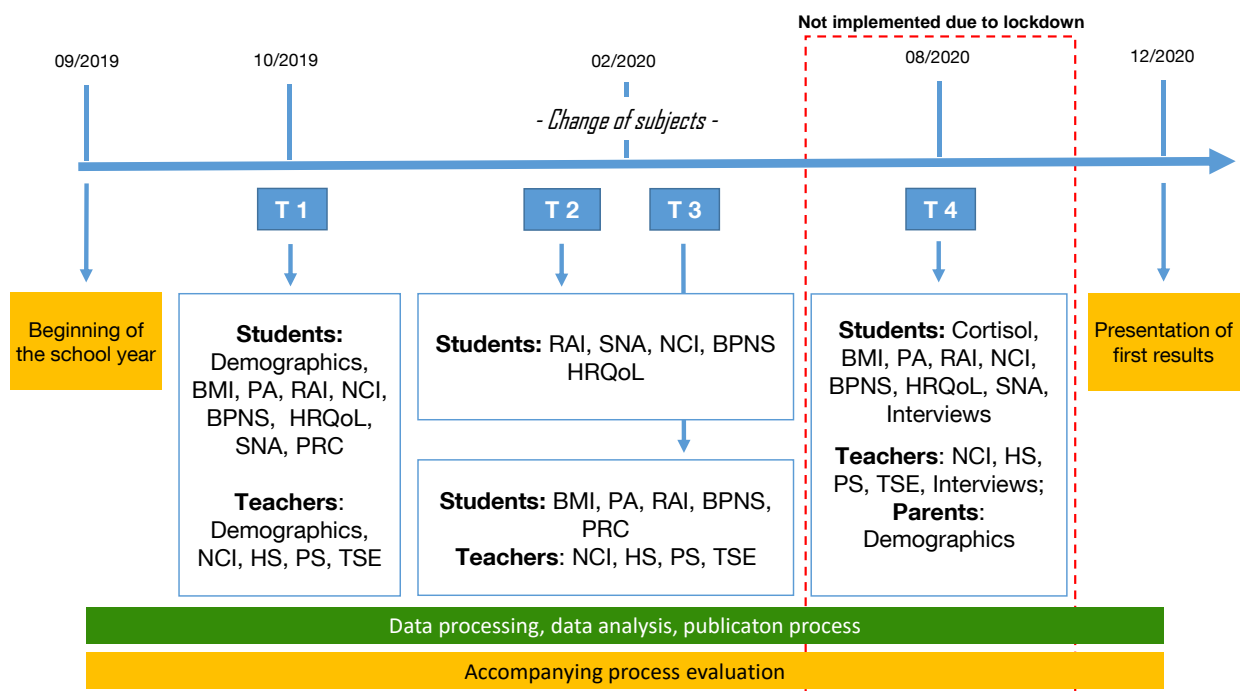 Not implemented due to lockdown
09/2019
10/2019
02/2020
08/2020
12/2020
- Change of subjects -
T 1
T 2
T 3
T 4
Beginning of
the school year
Students:
Demographics,
BMI, PA, RAI, NCI,
BPNS, HRQoL,
SNA, PRC
Teachers:
Demographics,
NCI, HS, PS, TSE
Students: RAI, SNA, NCI, BPNS
HRQoL
Students: BMI, PA, RAI, BPNS,
PRC
Teachers: NCI, HS, PS, TSE
Students: Cortisol,
BMI, PA, RAI, NCI,
BPNS, HRQoL, SNA,
Interviews
Teachers: NCI, HS,
PS, TSE, Interviews;
Parents:
Demographics
Presentation of
first results
Data processing, data analysis, publicaton process
Accompanying process evaluation